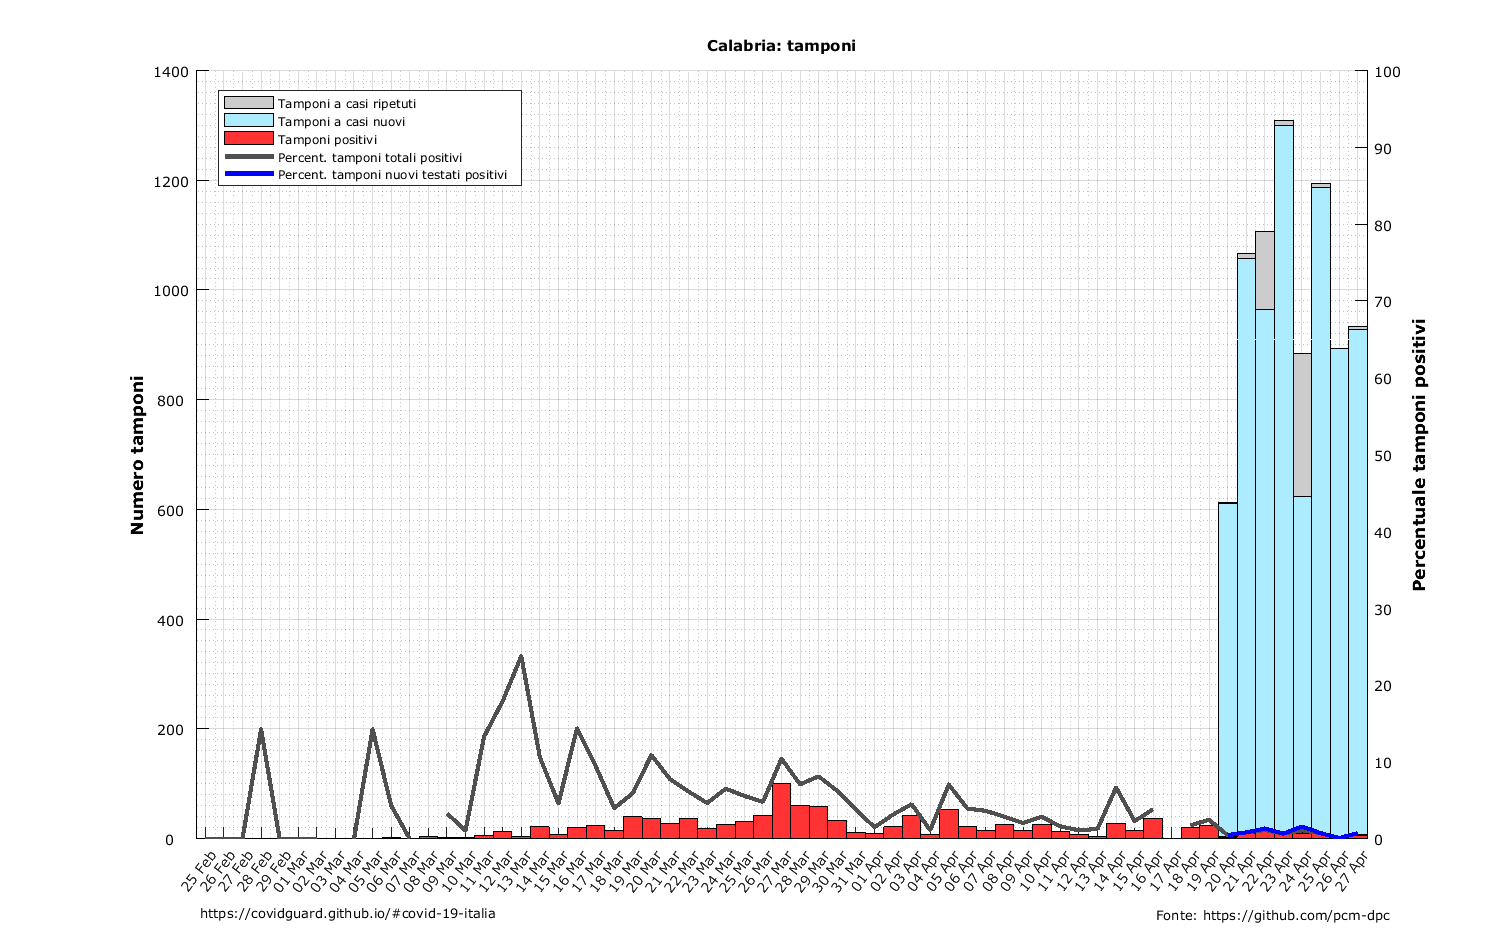 Calabria: tamponi
Tamponi a casi ripetuti
Tamponi a casi nuovi
Tamponi positivi
Percent. tamponi totali positivi
Percent. tamponi nuovi testati positivi
Numero tamponi
1400
1200
1000
800
600
400
200
0
Percentuale tamponi positivi
100
90
80
70
60
50
40
30
20
10
0
25 Feb
26 Feb
27 Feb
28 Feb
29 Feb
01 Mar
02 Mar
03 Mar
04 Mar
05 Mar
06 Mar
07 Mar
08 Mar
09 Mar
10 Mar
11 Mar
12 Mar
13 Mar
14 Mar
15 Mar
16 Mar
17 Mar
18 Mar
19 Mar
20 Mar
21 Mar
22 Mar
23 Mar
24 Mar
25 Mar
26 Mar
27 Mar
28 Mar
29 Mar
30 Mar
31 Mar
01 Apr
02 Apr
03 Apr
04 Apr
05 Apr
06 Apr
07 Apr
08 Apr
09 Apr
10 Apr
11 Apr
12 Apr
13 Apr
14 Apr
15 Apr
16 Apr
17 Apr
18 Apr
19 Apr
20 Apr
21 Apr
22 Apr
23 Apr
24 Apr
25 Apr
26 Apr
27 Apr
https://covidguard.github.io/#covid-19-italia
Fonte: https://github.com/pcm-dpc